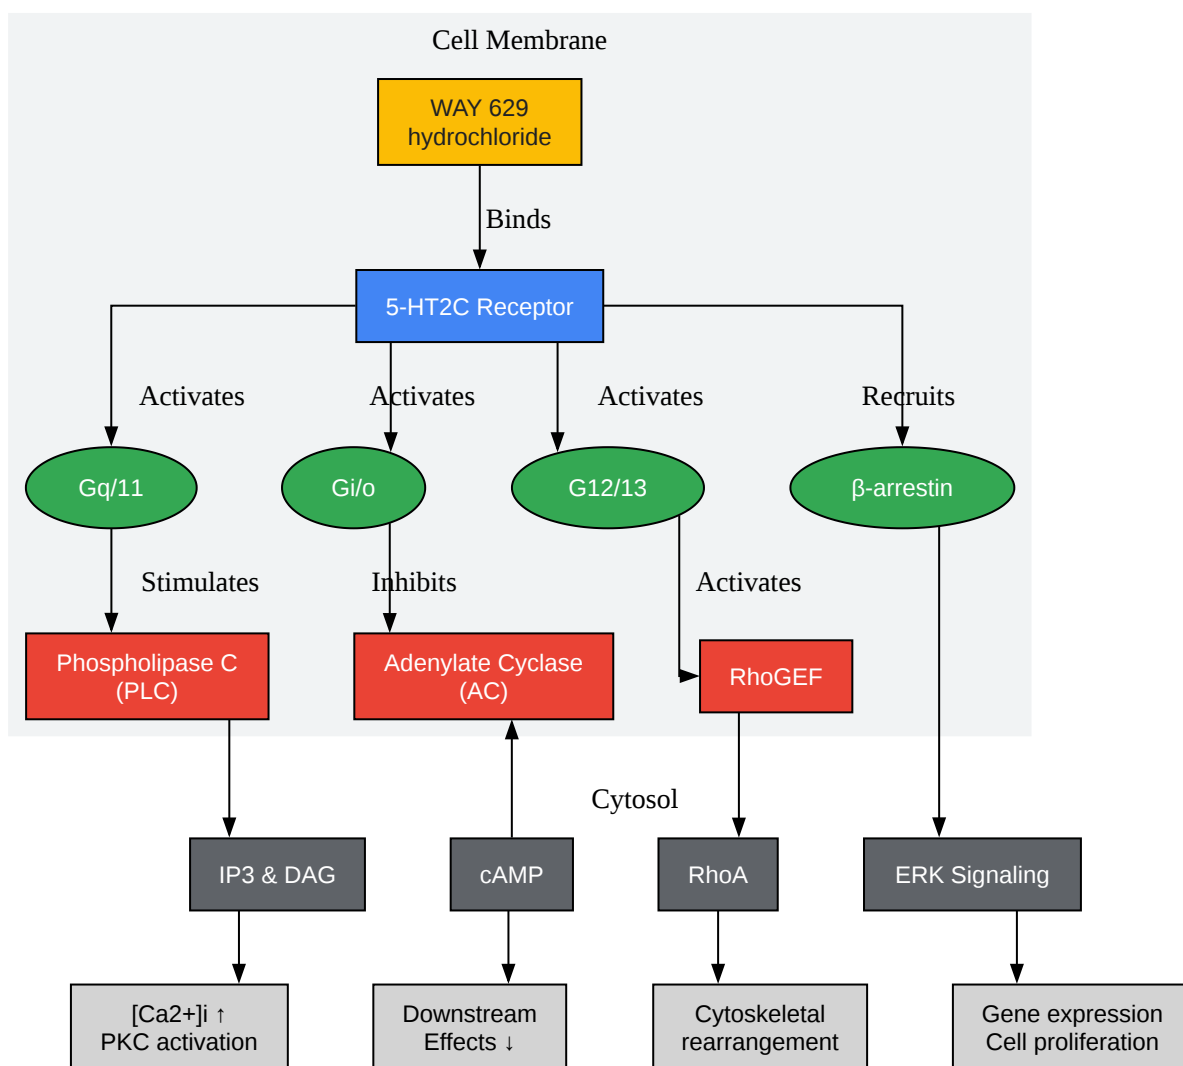 Cell Membrane
WAY 629
hydrochloride
Binds
5-HT2C Receptor
Activates
Activates
Activates
Recruits
Gq/11
Gi/o
G12/13
β-arrestin
Stimulates
Inhibits
Activates
Phospholipase C
(PLC)
Adenylate Cyclase
(AC)
RhoGEF
Cytosol
IP3 & DAG
cAMP
RhoA
ERK Signaling
[Ca2+]i ↑
PKC activation
Downstream
Effects ↓
Cytoskeletal
rearrangement
Gene expression
Cell proliferation